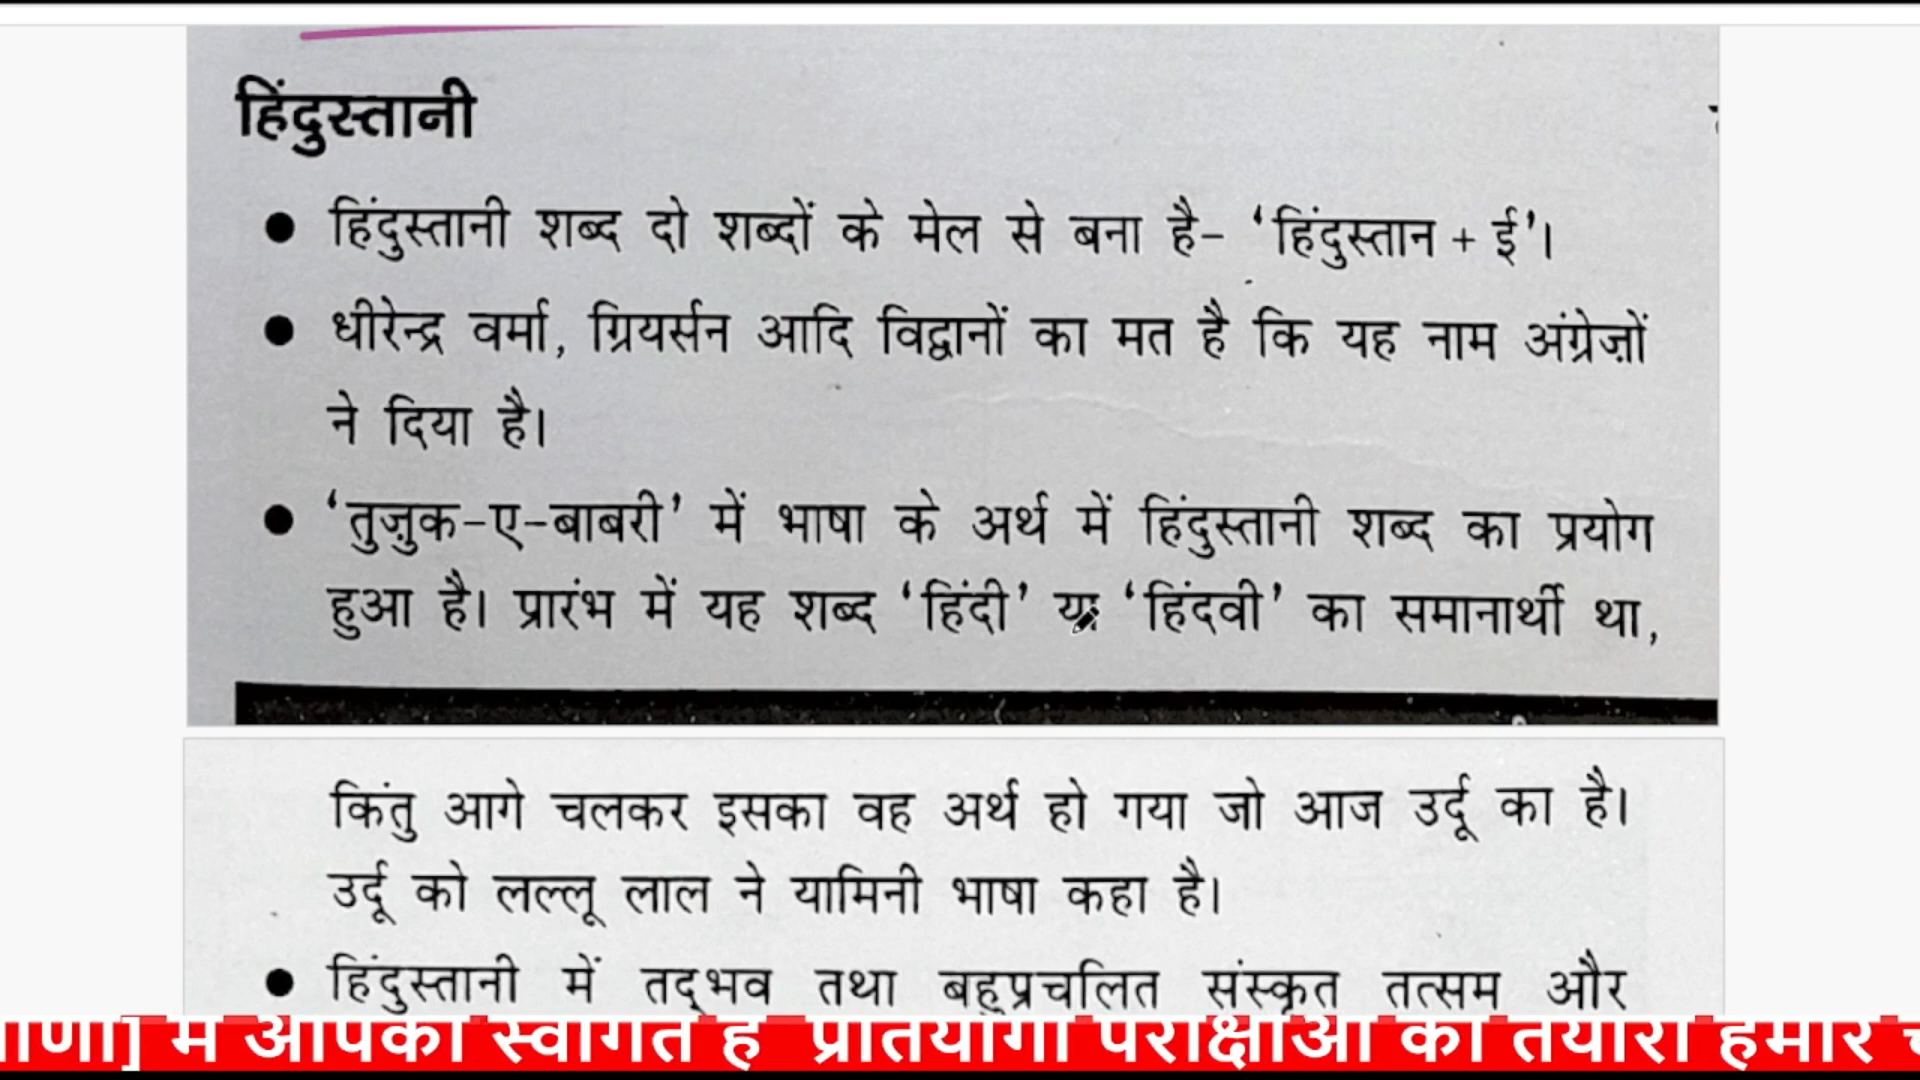 हिंदुस्तानी
● हिंदुस्तानी शब्द दो शब्दों के मेल से बना है- ‘हिंदुस्तान + ई’।
● धीरेन्द्र वर्मा, ग्रियर्सन आदि विद्वानों का मत है कि यह नाम अंग्रेज़ों
ने दिया है।
● ‘तुज़ुक-ए-बाबरी’ में भाषा के अर्थ में हिंदुस्तानी शब्द का प्रयोग
हुआ है। प्रारंभ में यह शब्द ‘हिंदी’ या ‘हिंदवी’ का समानार्थी था,
किंतु आगे चलकर इसका वह अर्थ हो गया जो आज उर्दू का है।
उर्दू को लल्लू लाल ने यामिनी भाषा कहा है।
● हिंदुस्तानी में तद्भव तथा बहुप्रचलित संस्कृत तत्सम और
में आपका स्वागत है प्रतियोगी परीक्षाओं की तैयारी हमारे